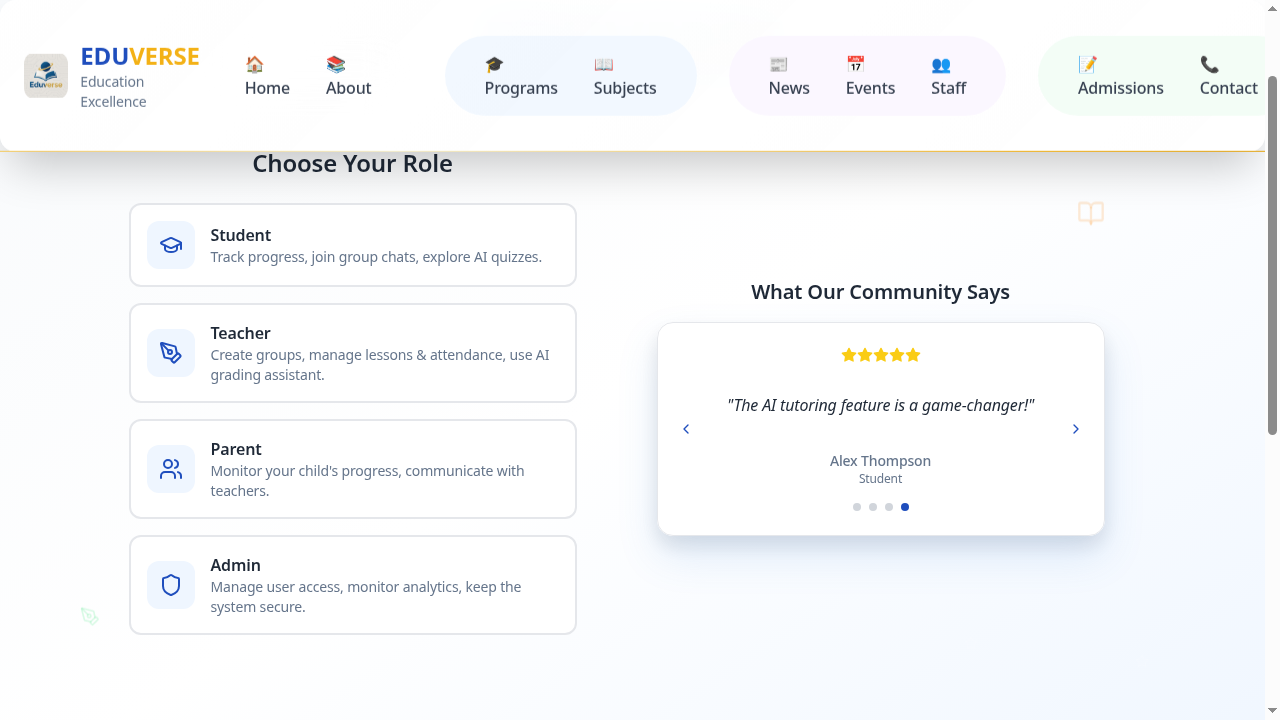 Eduverse
EDUVERSE
Education
Excellence
Home
About
Programs
Subjects
News
Events
Staff
Admissions
Contact
Choose Your Role
Student
Track progress, join group chats, explore AI quizzes.
Teacher
Create groups, manage lessons & attendance, use AI
grading assistant.
Parent
Monitor your child's progress, communicate with
teachers.
Admin
Manage user access, monitor analytics, keep the
system secure.
What Our Community Says
"The AI tutoring feature is a game-changer!"
Alex Thompson
Student